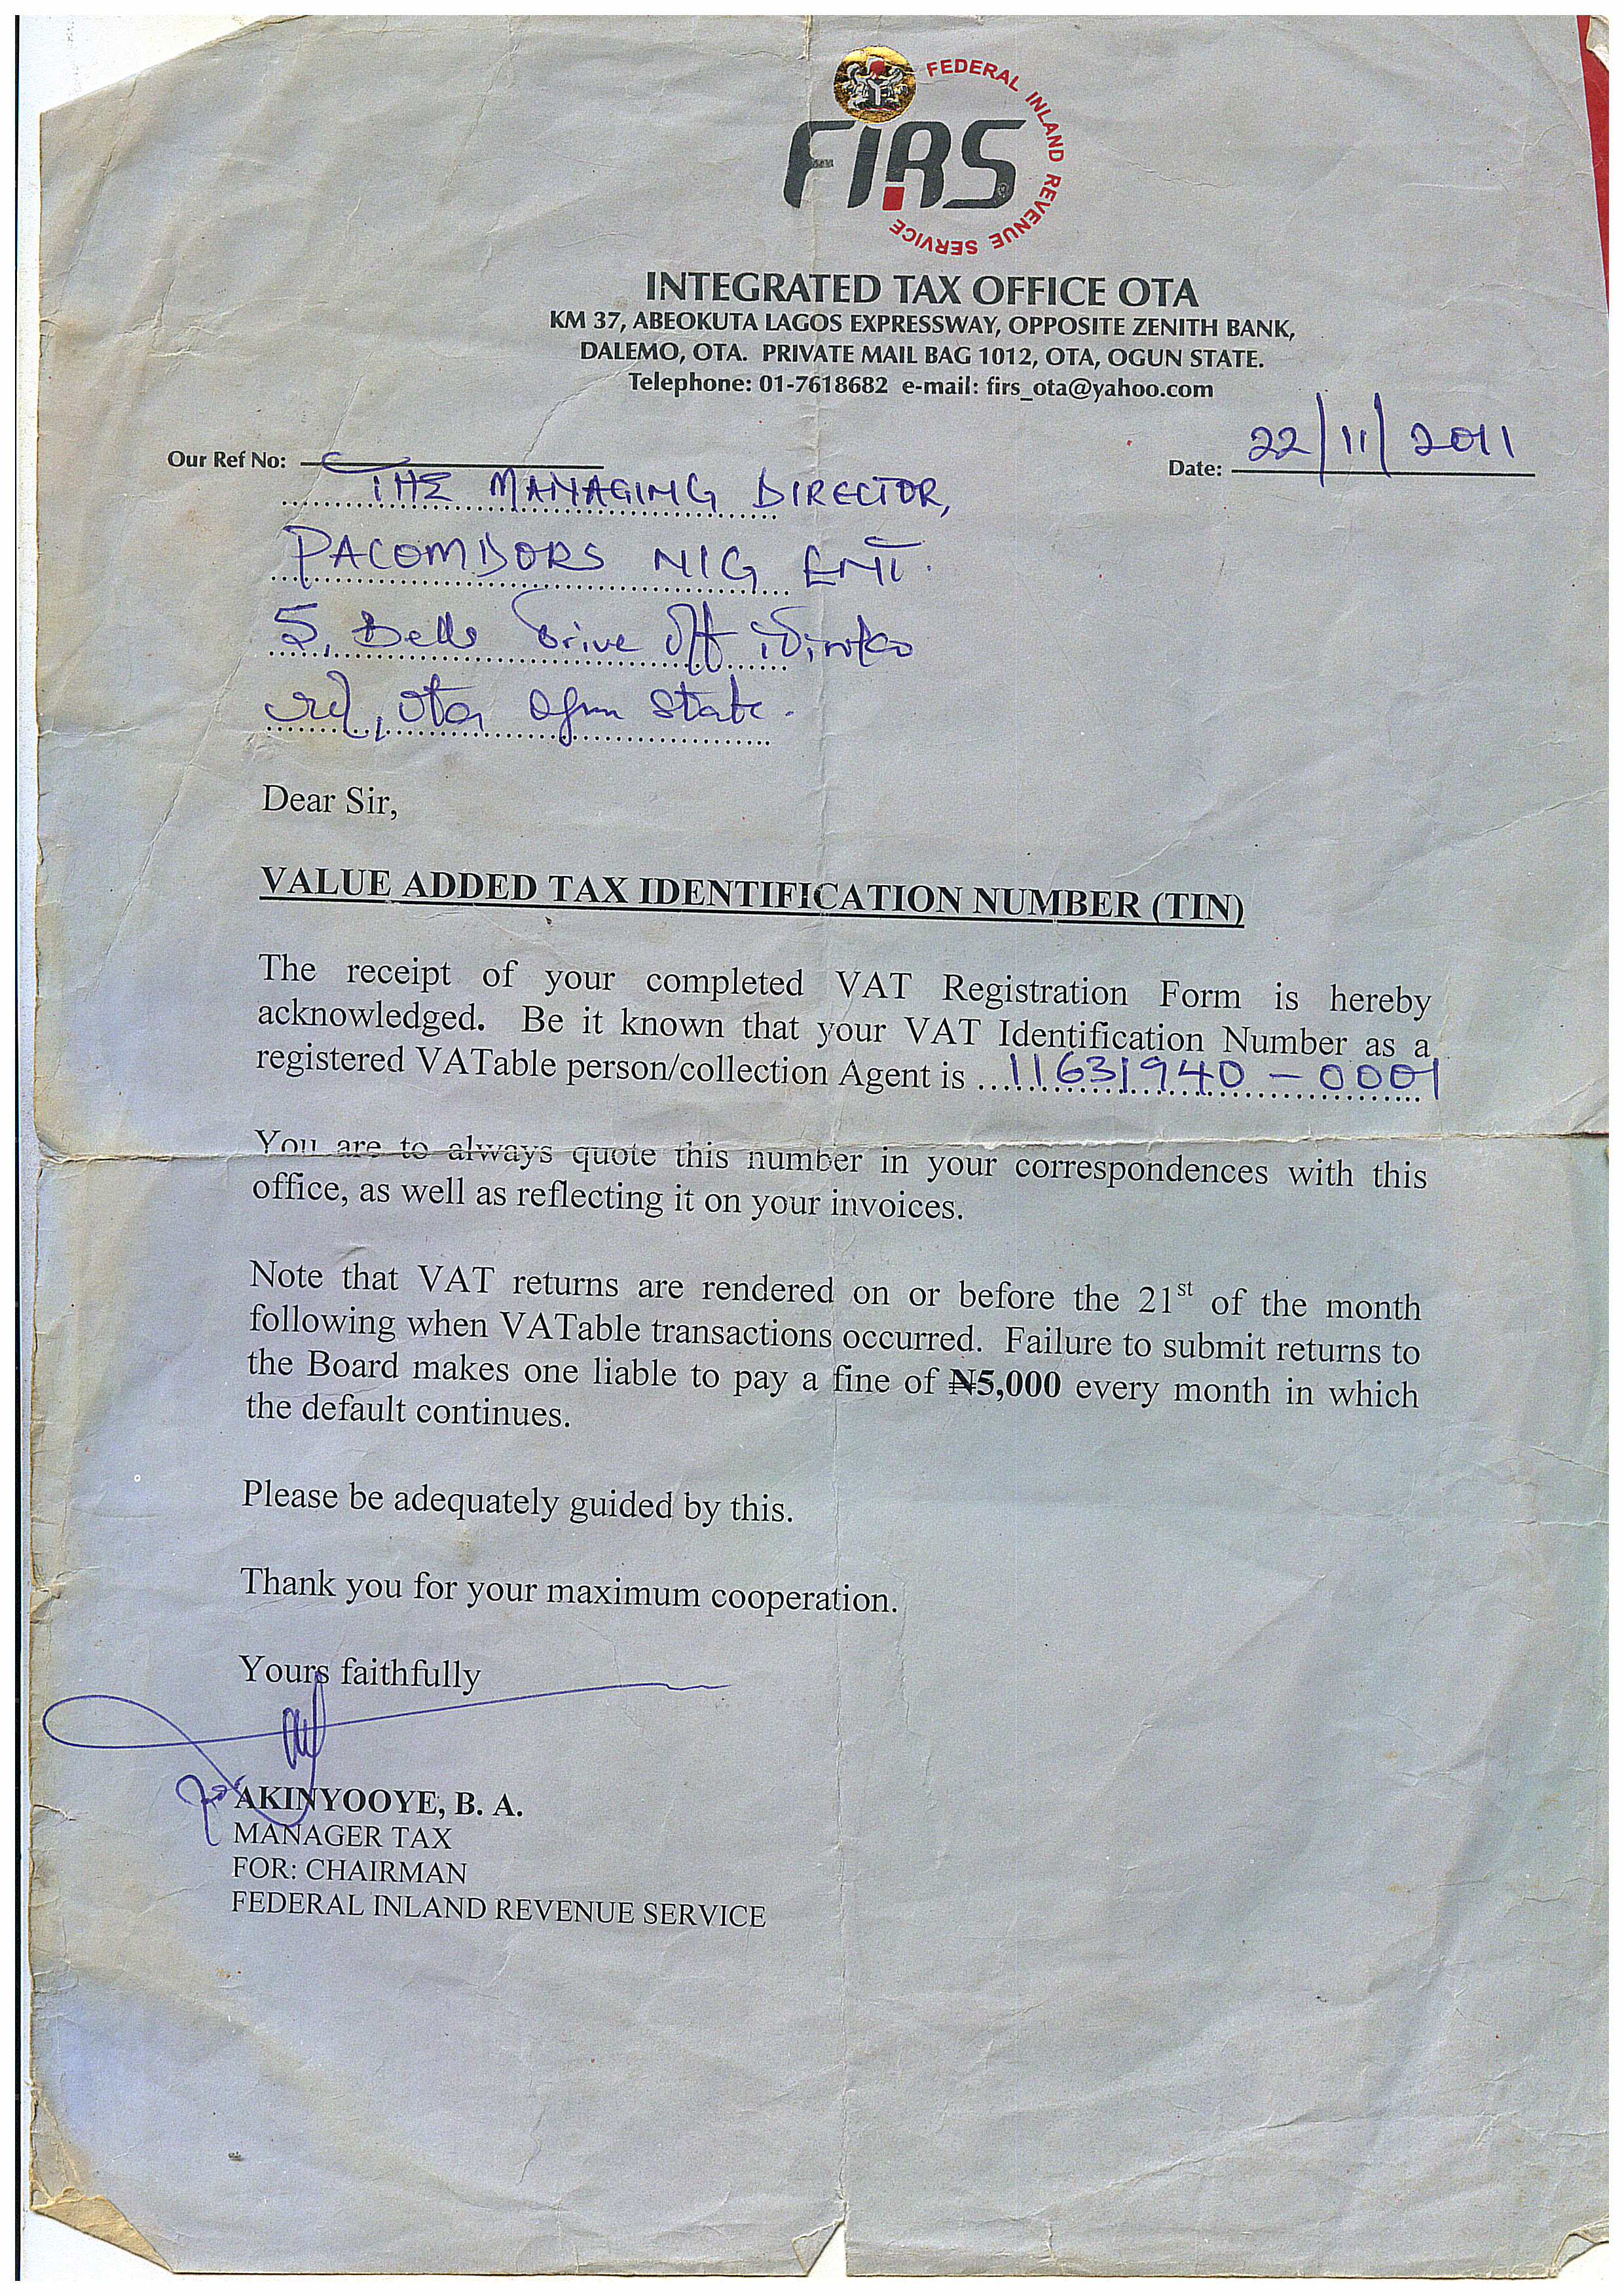 FEDERAL INLAND REVENUE SERVICE
FIRS
INTEGRATED TAX OFFICE OTA
KM 37, ABEOKUTA LAGOS EXPRESSWAY, OPPOSITE ZENITH BANK,
DALEMO, OTA. PRIVATE MAIL BAG 1012, OTA, OGUN STATE.
Telephone: 01-7618682 e-mail: firs_ota@yahoo.com
Our Ref No:
Date: 22/11/2011
THE MANAGING DIRECTOR,
PACOMDORS NIG ENT.
5, Bells Drive Off iDiroko
rd, Ota Ogun State.
Dear Sir,
VALUE ADDED TAX IDENTIFICATION NUMBER (TIN)
The receipt of your completed VAT Registration Form is hereby
acknowledged. Be it known that your VAT Identification Number as a
registered VATable person/collection Agent is ...11631940-0001
You are to always quote this number in your correspondences with this
office, as well as reflecting it on your invoices.
Note that VAT returns are rendered on or before the 21st of the month
following when VATable transactions occurred. Failure to submit returns to
the Board makes one liable to pay a fine of ₦5,000 every month in which
the default continues.
Please be adequately guided by this.
Thank you for your maximum cooperation.
Yours faithfully
AKINYOOYE, B. A.
MANAGER TAX
FOR: CHAIRMAN
FEDERAL INLAND REVENUE SERVICE